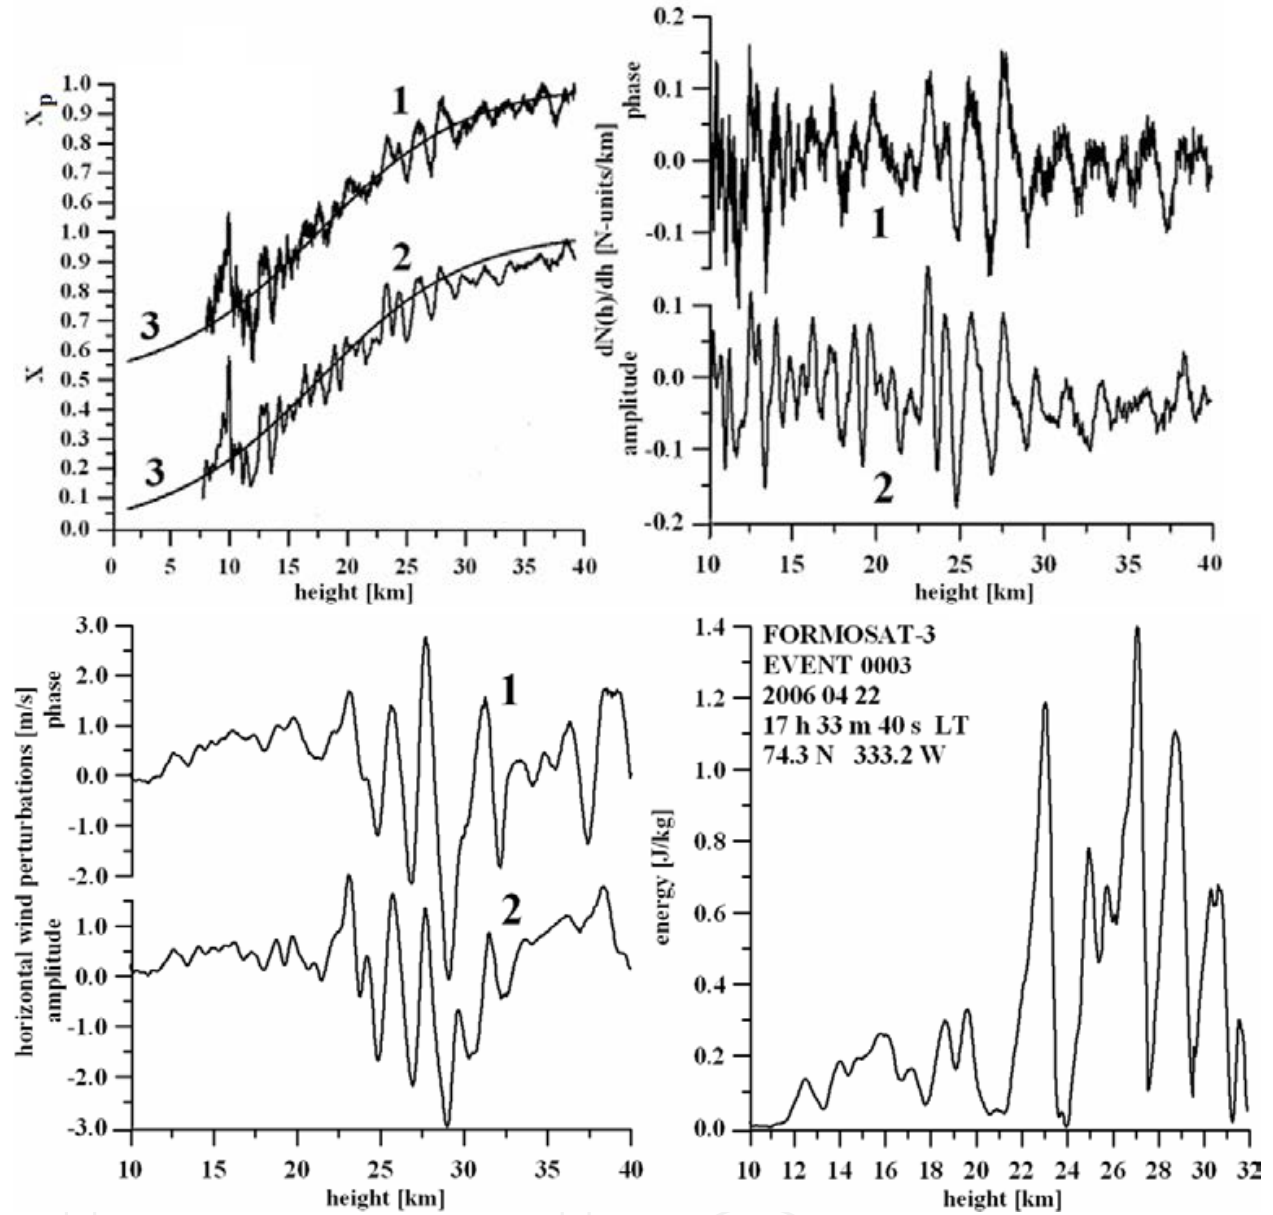 1.0
0.9
0.8
0.7
0.6
X p
1
1.0
0.9
0.8
0.7
0.6
0.5
0.4
0.3
0.2
0.1
0.0
X
2
3
3
0 5 10 15 20 25 30 35 40
height [km]
0.2
0.1
0.0
-0.1
0.1
0.0
-0.1
-0.2
dN(h)/dh [N-units/km]
amplitude phase
1
2
10 15 20 25 30 35 40
height [km]
3.0
2.0
1.0
0.0
-1.0
-2.0
1.0
0.0
-1.0
-2.0
-3.0
horizontal wind perturbations [m/s]
amplitude phase
1
2
10 15 20 25 30 35 40
height [km]
1.4
1.2
1.0
0.8
0.6
0.4
0.2
0.0
energy [J/kg]
FORMOSAT-3
EVENT 0003
2006 04 22
17 h 33 m 40 s LT
74.3 N 333.2 W
10 12 14 16 18 20 22 24 26 28 30 32
height [km]